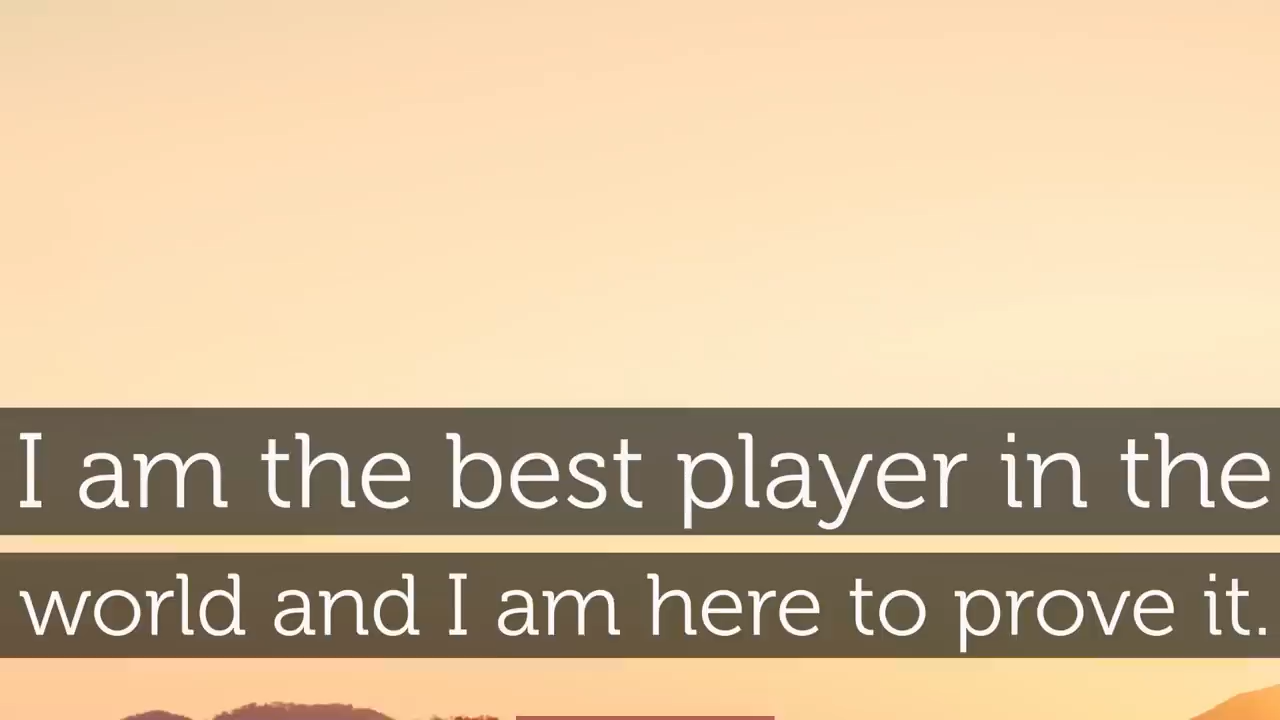 I am the best player in the
world and I am here to prove it.